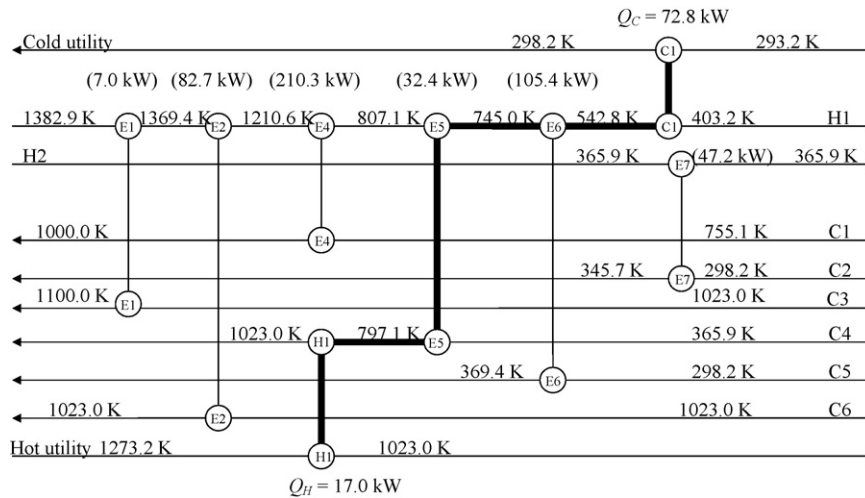 Q_C = 72.8 kW
Cold utility 298.2 K C1 293.2 K
(7.0 kW) (82.7 kW) (210.3 kW) (32.4 kW) (105.4 kW)
1382.9 K E1 1369.4 K E2 1210.6 K E4 807.1 K E5 745.0 K E6 542.8 K C1 403.2 K H1
H2 365.9 K E7 (47.2 kW) 365.9 K
1000.0 K E4 755.1 K C1
345.7 K E7 298.2 K C2
1100.0 K E1 1023.0 K C3
1023.0 K H1 797.1 K E5 365.9 K C4
369.4 K E6 298.2 K C5
1023.0 K E2 1023.0 K C6
Hot utility 1273.2 K H1 1023.0 K
Q_H = 17.0 kW